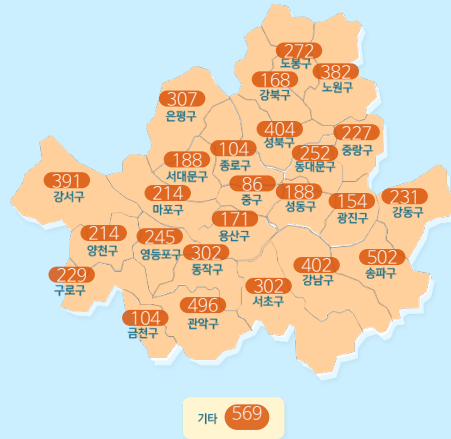 272
도봉구
382
노원구
168
강북구
307
은평구
404
성북구
227
중랑구
104
종로구
252
동대문구
188
서대문구
391
강서구
86
중구
188
성동구
214
마포구
154
광진구
231
강동구
171
용산구
214
양천구
245
영등포구
302
동작구
502
송파구
402
강남구
229
구로구
302
서초구
496
관악구
104
금천구
기타 569